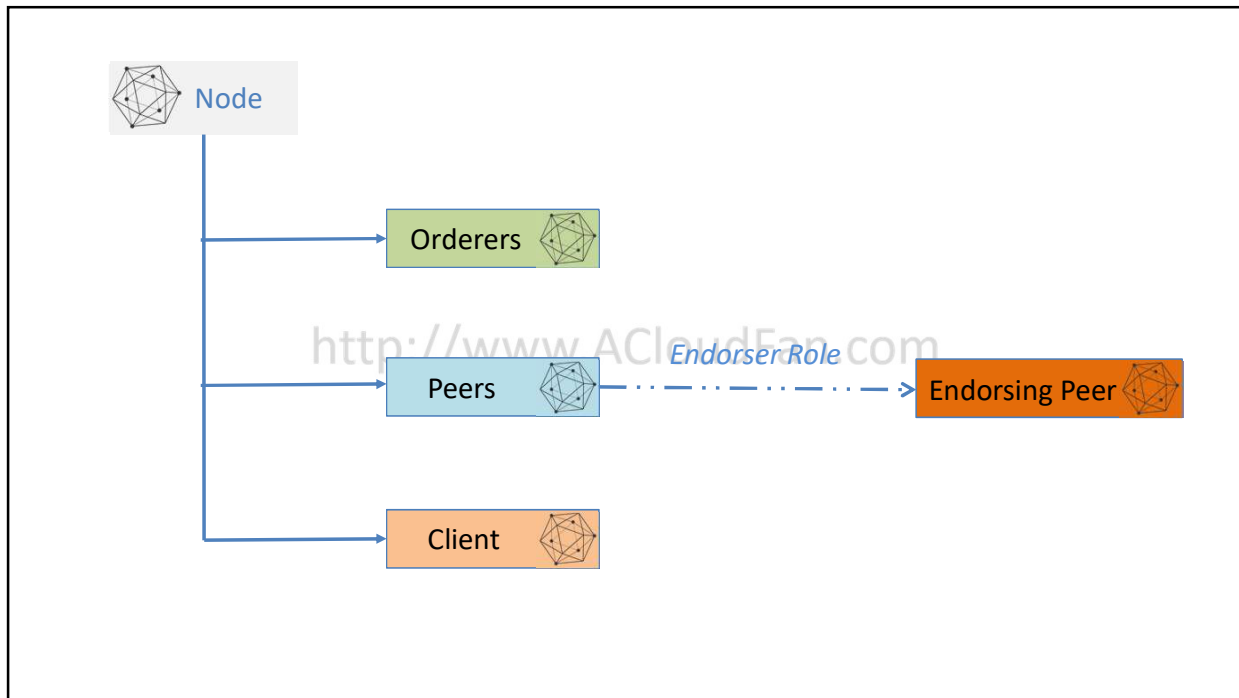 Node
Orderers
http://www.ACloudFan.com
Endorser Role
Peers
Endorsing Peer
Client